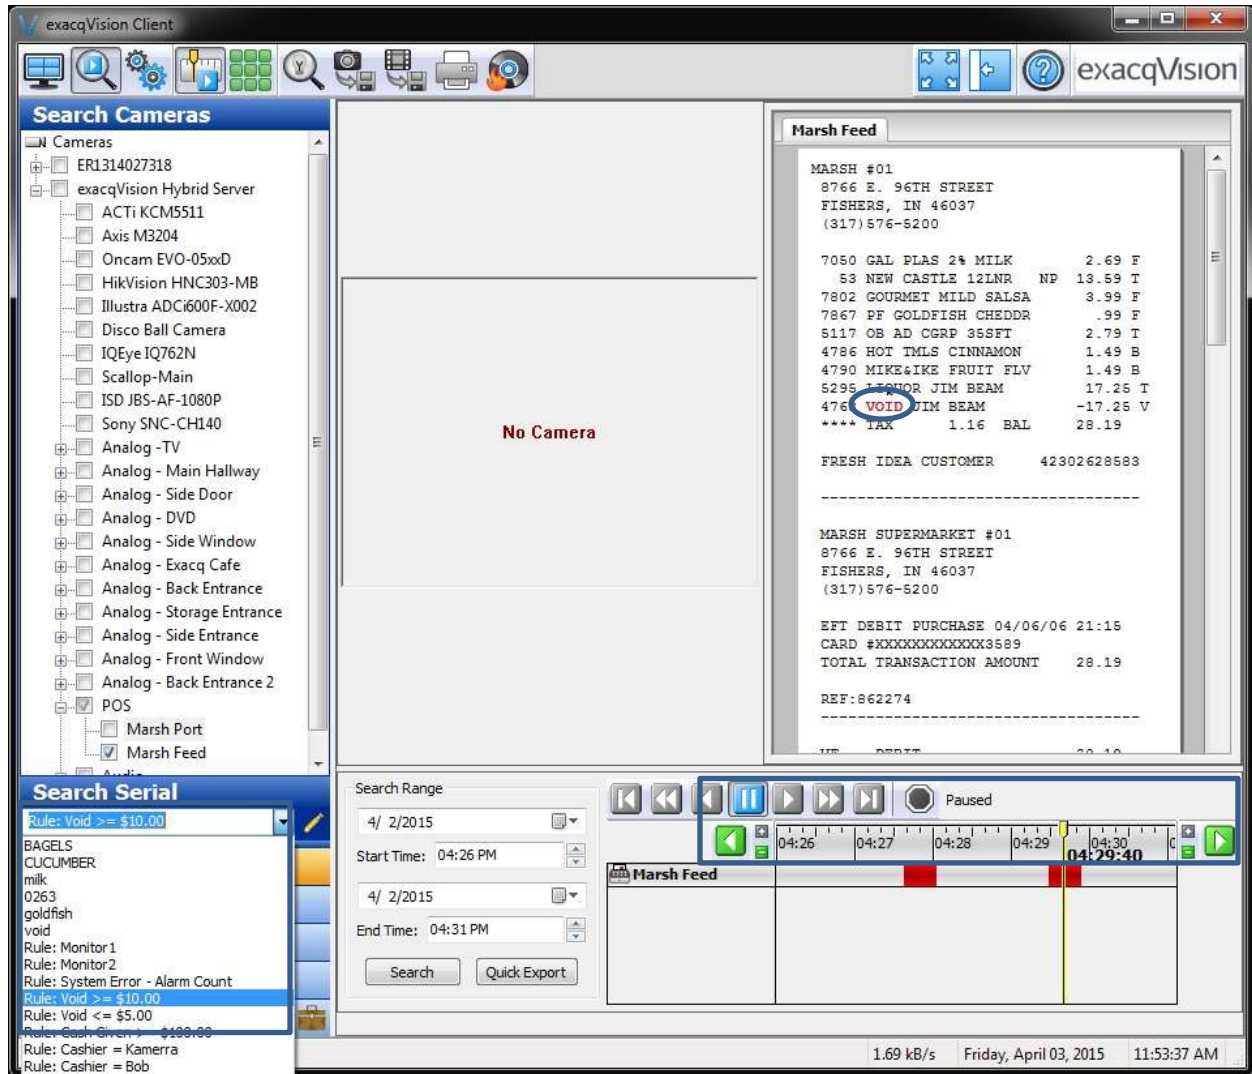 exacqVision Client
exacqVision
Search Cameras
Cameras
ER1314027318
exacqVision Hybrid Server
ACTi KCM5511
Axis M3204
Oncam EVO-05xxD
HikVision HNC303-MB
Illustra ADCi600F-X002
Disco Ball Camera
IQEye IQ762N
Scallop-Main
ISD JBS-AF-1080P
Sony SNC-CH140
Analog -TV
Analog - Main Hallway
Analog - Side Door
Analog - DVD
Analog - Side Window
Analog - Exacq Cafe
Analog - Back Entrance
Analog - Storage Entrance
Analog - Side Entrance
Analog - Front Window
Analog - Back Entrance 2
POS
Marsh Port
Marsh Feed
Audio
No Camera
Marsh Feed
MARSH #01
8766 E. 96TH STREET
FISHERS, IN 46037
(317)576-5200
7050 GAL PLAS 2% MILK 2.69 F
53 NEW CASTLE 12LNR NP 13.59 T
7802 GOURMET MILD SALSA 3.99 F
7867 PF GOLDFISH CHEDDR .99 F
5117 OB AD CGRP 35SFT 2.79 T
4786 HOT TMLS CINNAMON 1.49 B
4790 MIKE&IKE FRUIT FLV 1.49 B
5295 LIQUOR JIM BEAM 17.25 T
VOID JIM BEAM -17.25 V
**** TAX 1.16 BAL 28.19
FRESH IDEA CUSTOMER 42302628583
-----------------------------------
MARSH SUPERMARKET #01
8766 E. 96TH STREET
FISHERS, IN 46037
(317)576-5200
EFT DEBIT PURCHASE 04/06/06 21:15
CARD #XXXXXXXXXXXX3589
TOTAL TRANSACTION AMOUNT 28.19
REF:862274
-----------------------------------
DEBIT
Search Serial
Rule: Void >= $10.00
BAGELS
CUCUMBER
milk
0263
goldfish
void
Rule: Monitor1
Rule: Monitor2
Rule: System Error - Alarm Count
Rule: Void >= $10.00
Rule: Void <= $5.00
Rule: Cash Given >= $100.00
Rule: Cashier = Kamerra
Rule: Cashier = Bob
Search Range
4/ 2/2015
Start Time: 04:26 PM
4/ 2/2015
End Time: 04:31 PM
Search Quick Export
Paused
04:26 04:27 04:28 04:29 04:30
04:29:40
Marsh Feed
1.69 kB/s Friday, April 03, 2015 11:53:37 AM